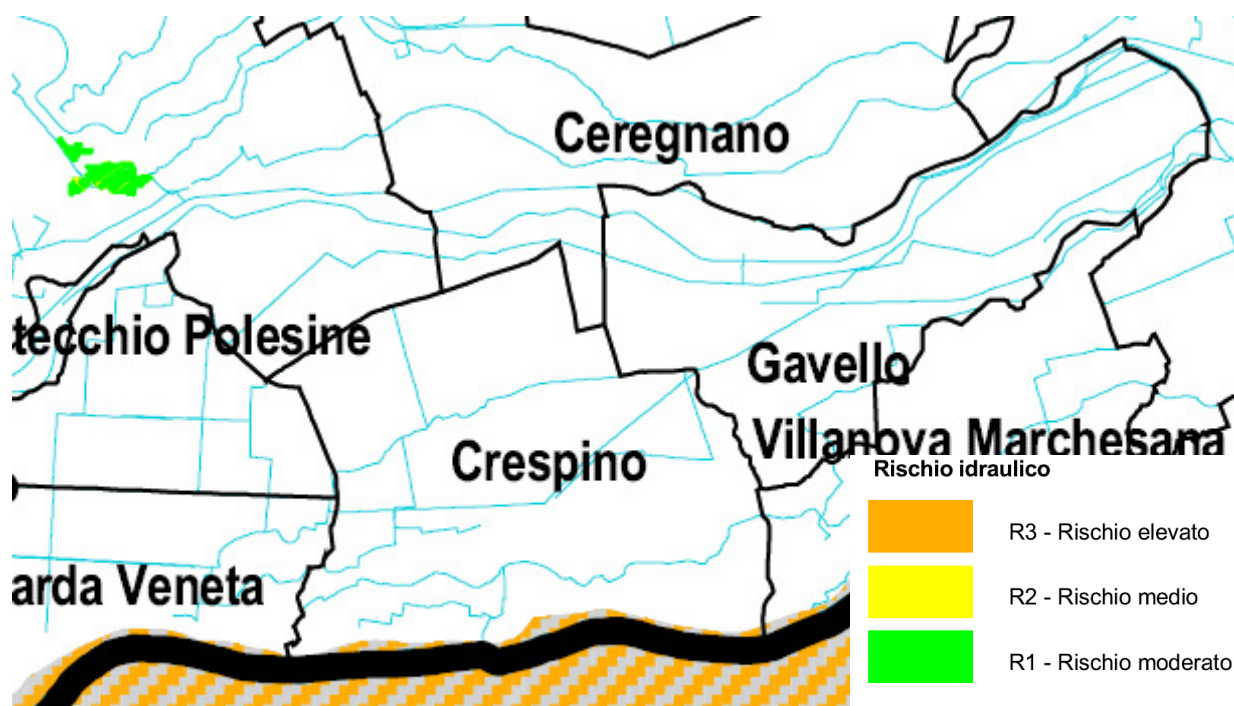 Ceregnano
tecchio Polesine
Gavello
Villanova Marchesana
Crespino
Rischio idraulico
R3 - Rischio elevato
arda Veneta
R2 - Rischio medio
R1 - Rischio moderato